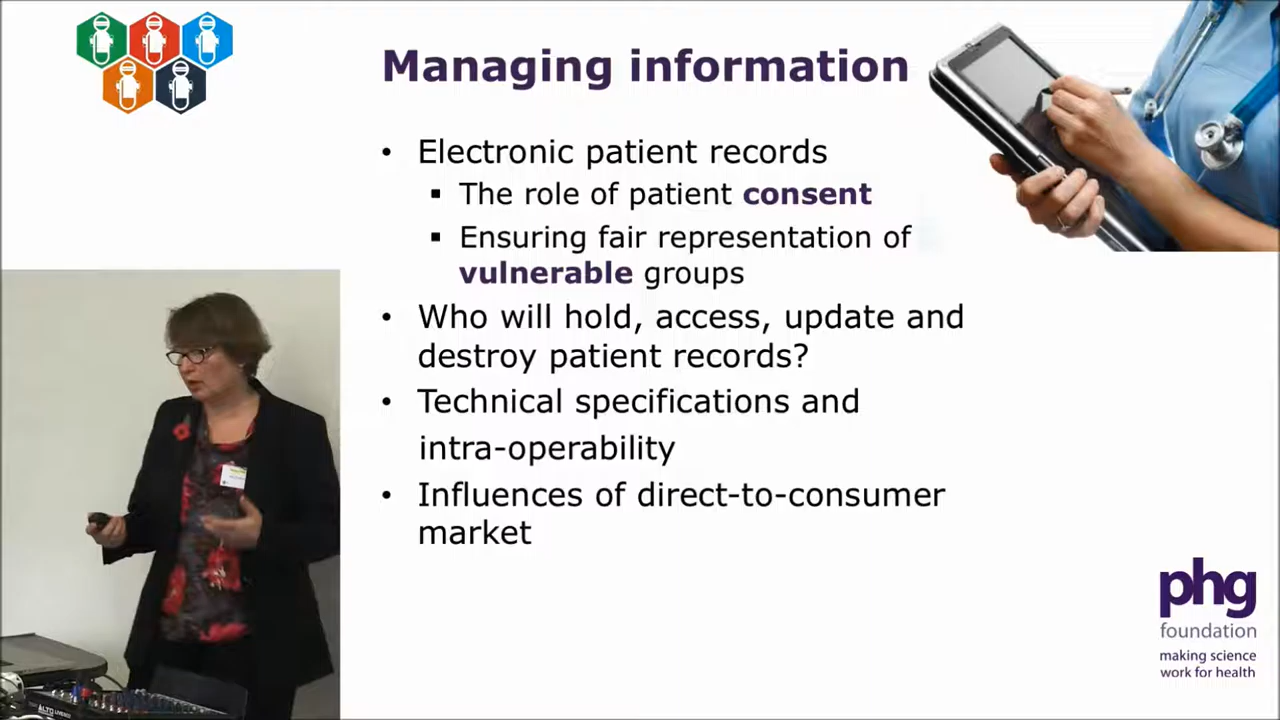 Managing information
• Electronic patient records
▪ The role of patient consent
▪ Ensuring fair representation of
vulnerable groups
• Who will hold, access, update and
destroy patient records?
• Technical specifications and
intra-operability
• Influences of direct-to-consumer
market
phg
foundation
making science
work for health
ALTO